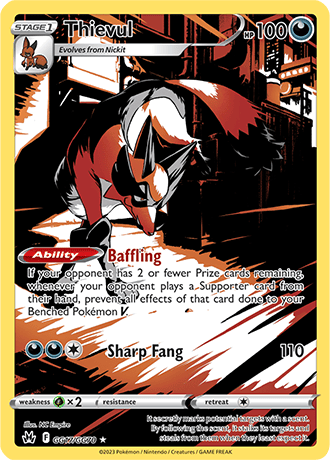 STAGE 1
Thievul
HP 100
Evolves from Nickit
Ability Baffling
If your opponent has 2 or fewer Prize cards remaining,
whenever your opponent plays a Supporter card from
their hand, prevent all effects of that card done to your
Benched Pokémon V.
Sharp Fang 110
weakness ×2 resistance retreat
Illus. NC Empire
It secretly marks potential targets with a scent.
By following the scent, it stalks its targets and
steals from them when they least expect it.
F GG17/GG70
©2023 Pokémon / Nintendo / Creatures / GAME FREAK